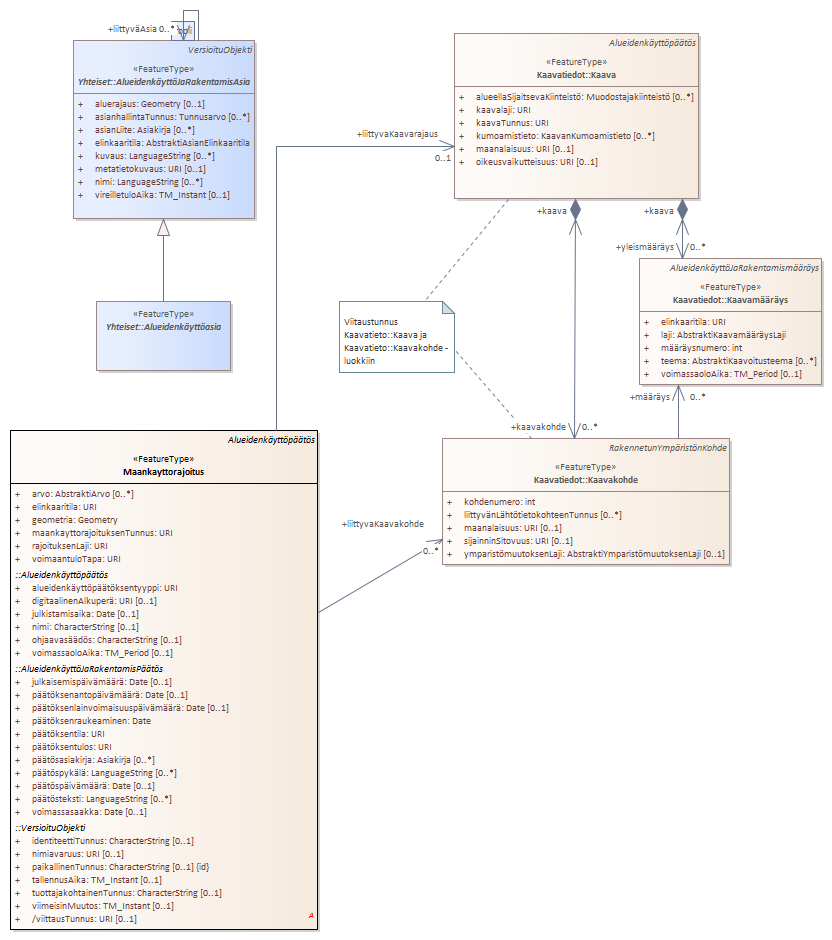 +liittyväAsia 0..*
VersioituObjekti
«FeatureType»
Yhteiset::AlueidenkäyttöJaRakentamisAsia
+ aluerajaus: Geometry [0..1]
+ asianhallintaTunnus: Tunnusarvo [0..*]
+ asianLiite: Asiakirja [0..*]
+ elinkaaritila: AbstraktiAsianElinkaaritila
+ kuvaus: LanguageString [0..*]
+ metatietokuvaus: URI [0..1]
+ nimi: LanguageString [0..*]
+ vireilletuloAika: TM_Instant [0..1]
«FeatureType»
Yhteiset::Alueidenkäyttöasia
Alueidenkäyttöpäätös
«FeatureType»
Kaavatiedot::Kaava
+ alueellaSijaitsevaKiinteistö: Muodostajakiinteistö [0..*]
+ kaavalaji: URI
+ kaavaTunnus: URI
+ kumoamistieto: KaavanKumoamistieto [0..*]
+ maanalaisuus: URI [0..1]
+ oikeusvaikutteisuus: URI [0..1]
+liittyvaKaavarajaus
0..1
+kaava
+kaava
+yleismääräys 0..*
AlueidenkäyttöJaRakentamismääräys
«FeatureType»
Kaavatiedot::Kaavamääräys
+ elinkaaritila: URI
+ laji: AbstraktiKaavamääräysLaji
+ määräysnumero: int
+ teema: AbstraktiKaavoitusteema [0..*]
+ voimassaoloAika: TM_Period [0..1]
+määräys 0..*
Viitaustunnus
Kaavatieto::Kaava ja
Kaavatieto::Kaavakohde -
luokkiin
+kaavakohde 0..*
RakennetunYmpäristönKohde
«FeatureType»
Kaavatiedot::Kaavakohde
+ kohdenumero: int
+ liittyvänLähtötietokohteenTunnus [0..*]
+ maanalaisuus: URI [0..1]
+ sijainninSitovuus: URI [0..1]
+ ymparistömuutoksenLaji: AbstraktiYmparistömuutoksenLaji [0..1]
+liittyvaKaavakohde
0..*
Alueidenkäyttöpäätös
«FeatureType»
Maankayttorajoitus
+ arvo: AbstraktiArvo [0..*]
+ elinkaaritila: URI
+ geometria: Geometry
+ maankayttorajoituksenTunnus: URI
+ rajoituksenLaji: URI
+ voimaantuloTapa: URI
::Alueidenkäyttöpäätös
+ alueidenkäyttöpäätöksentyyppi: URI
+ digitaalinenAlkuperä: URI [0..1]
+ julkistamisaika: Date [0..1]
+ nimi: CharacterString [0..1]
+ ohjaavasäädös: CharacterString [0..1]
+ voimassaoloAika: TM_Period [0..1]
::AlueidenkäyttöJaRakentamisPäätös
+ julkaisemispäivämäärä: Date [0..1]
+ päätöksenantopäivämäärä: Date [0..1]
+ päätöksenlainvoimaisuuspäivämäärä: Date [0..1]
+ päätöksenraukeaminen: Date
+ päätöksentila: URI
+ päätöksentulos: URI
+ päätösasiakirja: Asiakirja [0..*]
+ päätöspykälä: LanguageString [0..*]
+ päätöspäivämäärä: Date [0..1]
+ päätösteksti: LanguageString [0..*]
+ voimassasaakka: Date [0..1]
::VersioituObjekti
+ identiteettiTunnus: CharacterString [0..1]
+ nimiavaruus: URI [0..1]
+ paikallinenTunnus: CharacterString [0..1] {id}
+ tallennusAika: TM_Instant [0..1]
+ tuottajakohtainenTunnus: CharacterString [0..1]
+ viimeisinMuutos: TM_Instant [0..1]
+ /viittausTunnus: URI [0..1]
A